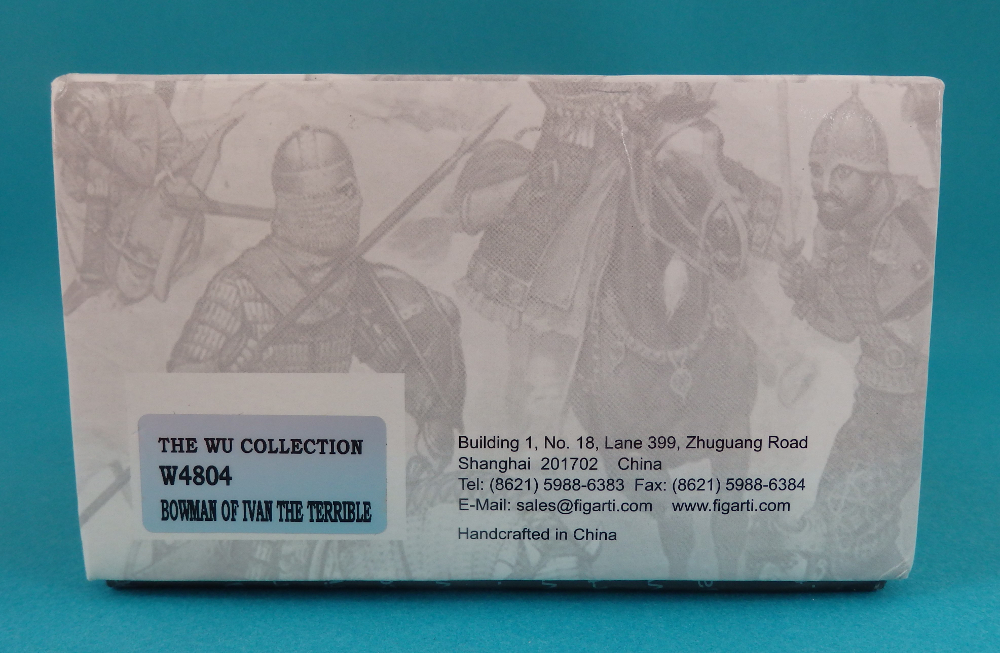 THE WU COLLECTION
W4804
BOWMAN OF IVAN THE TERRIBLE
Building 1, No. 18, Lane 399, Zhuguang Road
Shanghai 201702 China
Tel: (8621) 5988-6383 Fax: (8621) 5988-6384
E-Mail: sales@figarti.com www.figarti.com
Handcrafted in China